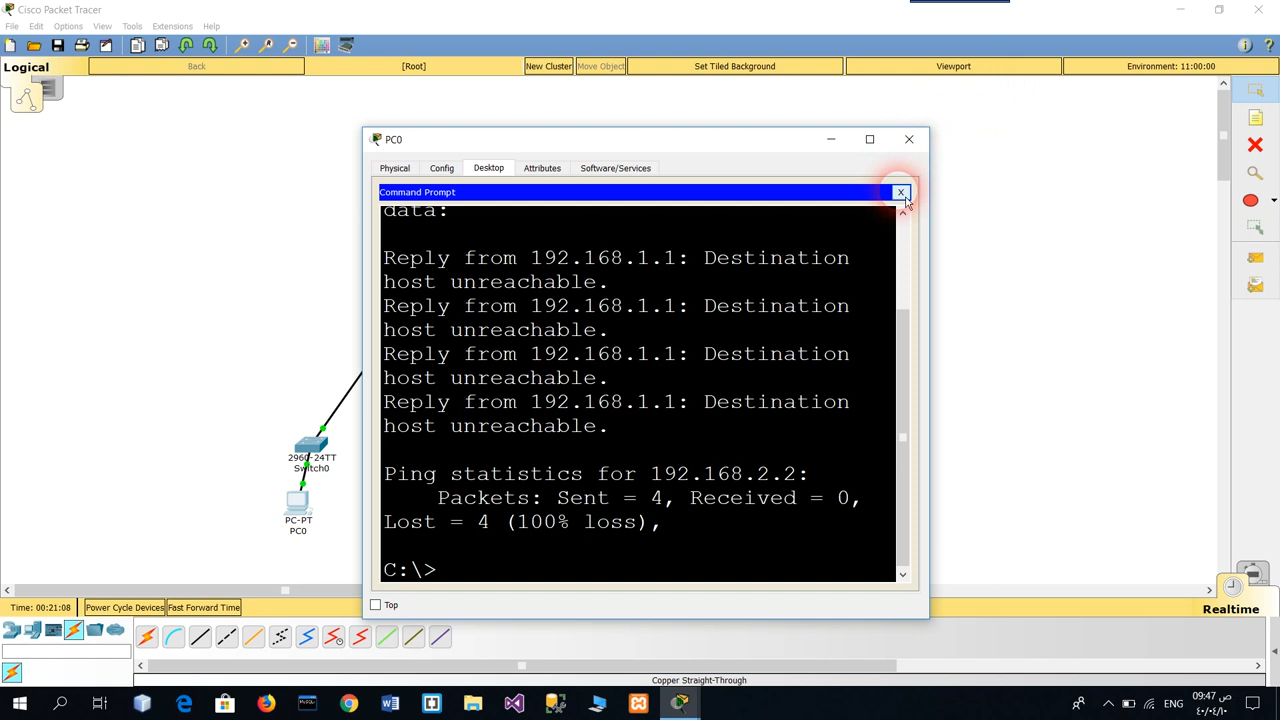 Cisco Packet Tracer
File Edit Options View Tools Extensions Help
Logical Back [Root] New Cluster Move Object Set Tiled Background Viewport Environment: 11:00:00
PC0
Physical Config Desktop Attributes Software/Services
Command Prompt X
data:
Reply from 192.168.1.1: Destination
host unreachable.
Reply from 192.168.1.1: Destination
host unreachable.
Reply from 192.168.1.1: Destination
host unreachable.
Reply from 192.168.1.1: Destination
host unreachable.
Ping statistics for 192.168.2.2:
Packets: Sent = 4, Received = 0,
Lost = 4 (100% loss),
C:\>
Top
2960-24TT
Switch0
PC-PT
PC0
Time: 00:21:08 Power Cycle Devices Fast Forward Time Realtime
Copper Straight-Through
ENG
09:47 ص